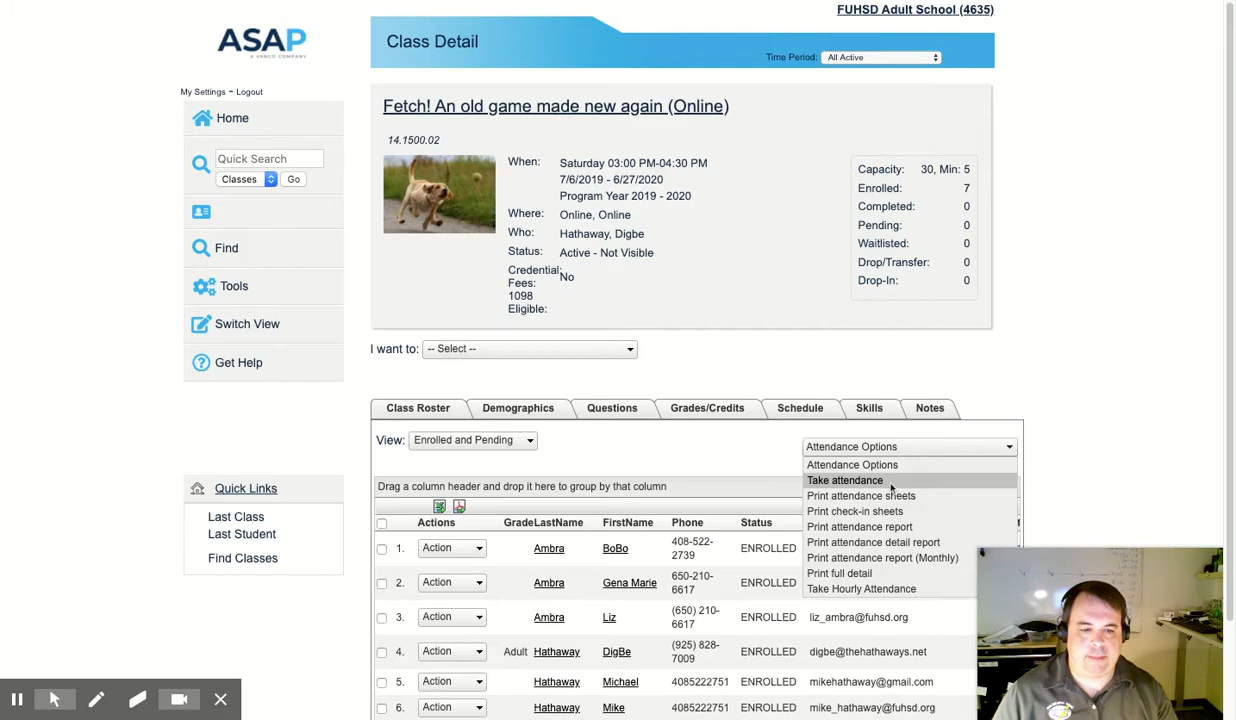 FUHSD Adult School (4635)
ASAP
A VANCO COMPANY
Class Detail
Time Period: All Active
My Settings - Logout
Home
Quick Search
Classes Go
Find
Tools
Switch View
Get Help
Quick Links
Last Class
Last Student
Find Classes
Fetch! An old game made new again (Online)
14.1500.02
When: Saturday 03:00 PM-04:30 PM
7/6/2019 - 6/27/2020
Program Year 2019 - 2020
Where: Online, Online
Who: Hathaway, Digbe
Status: Active - Not Visible
Credential: No
Fees:
1098
Eligible:
Capacity: 30, Min: 5
Enrolled: 7
Completed: 0
Pending: 0
Waitlisted: 0
Drop/Transfer: 0
Drop-In: 0
I want to: -- Select --
Class Roster Demographics Questions Grades/Credits Schedule Skills Notes
View: Enrolled and Pending
Attendance Options
Attendance Options
Take attendance
Print attendance sheets
Print check-in sheets
Print attendance report
Print attendance detail report
Print attendance report (Monthly)
Print full detail
Take Hourly Attendance
Drag a column header and drop it here to group by that column
Actions Grade LastName FirstName Phone Status
1. Action Ambra BoBo 408-522-2739 ENROLLED
2. Action Ambra Gena Marie 650-210-6617 ENROLLED
3. Action Ambra Liz (650) 210-6617 ENROLLED liz_ambra@fuhsd.org
4. Action Adult Hathaway DigBe (925) 828-7009 ENROLLED digbe@thehathaways.net
5. Action Hathaway Michael 4085222751 ENROLLED mikehathaway@gmail.com
6. Action Hathaway Mike 4085222751 ENROLLED mike_hathaway@fuhsd.org